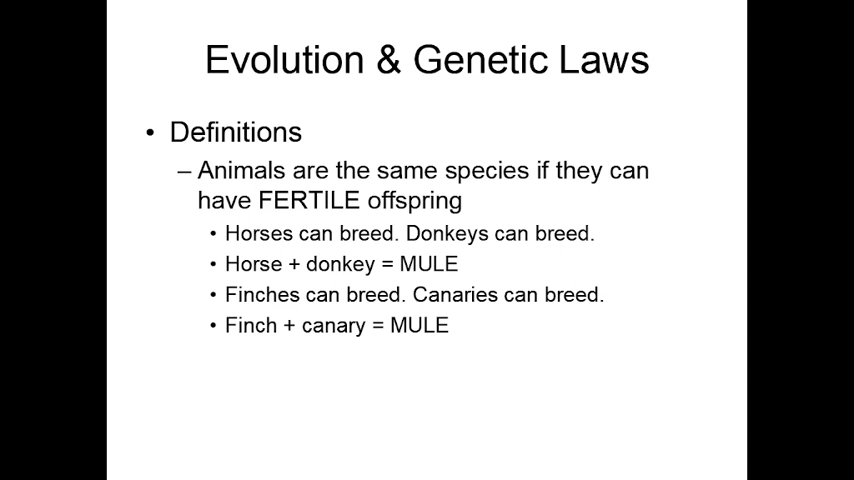 Evolution & Genetic Laws
• Definitions
– Animals are the same species if they can
have FERTILE offspring
• Horses can breed. Donkeys can breed.
• Horse + donkey = MULE
• Finches can breed. Canaries can breed.
• Finch + canary = MULE